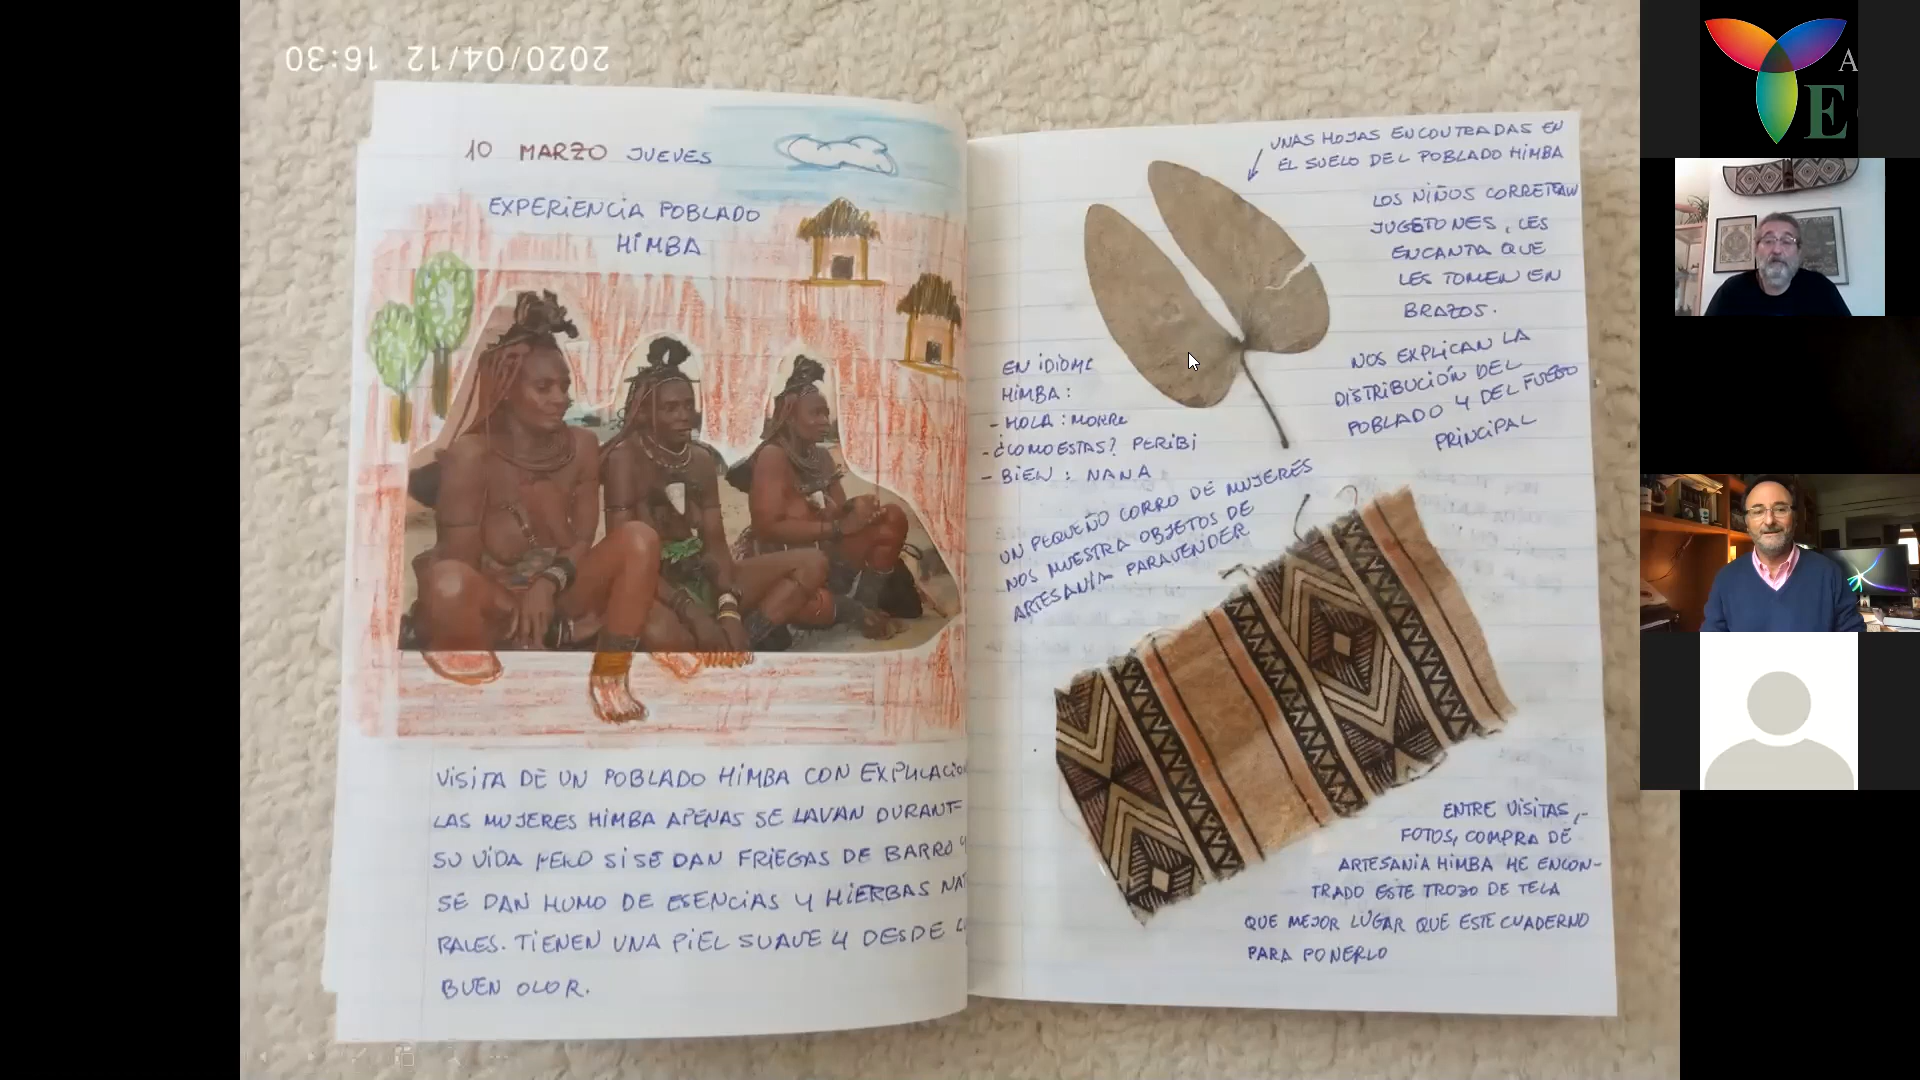 2020/04/12 16:30
10 MARZO JUEVES
EXPERIENCIA POBLADO
HIMBA
VISITA DE UN POBLADO HIMBA CON EXPLICACIO
LAS MUJERES HIMBA APENAS SE LAVAN DURANTE
SU VIDA PERO SI SE DAN FRIEGAS DE BARRO Y
SE DAN HUMO DE ESENCIAS Y HIERBAS NAT
RALES. TIENEN UNA PIEL SUAVE Y DESDE L
BUEN OLOR.
UNAS HOJAS ENCONTRADAS EN
EL SUELO DEL POBLADO HIMBA
LOS NIÑOS CORRETEAN
JUGETONES, LES
ENCANTA QUE
LES TOMEN EN
BRAZOS.
NOS EXPLICAN LA
DISTRIBUCIÓN DEL
POBLADO Y DEL FUEGO
PRINCIPAL
EN IDIOMA
HIMBA:
- HOLA: MORRE
- ¿COMO ESTAS? PERIBI
- BIEN: NANA
UN PEQUEÑO CORRO DE MUJERES
NOS MUESTRA OBJETOS DE
ARTESANIA PARA VENDER
ENTRE VISITAS,
FOTOS, COMPRA DE
ARTESANIA HIMBA HE ENCON-
TRADO ESTE TROZO DE TELA
QUE MEJOR LUGAR QUE ESTE CUADERNO
PARA PONERLO
A
E